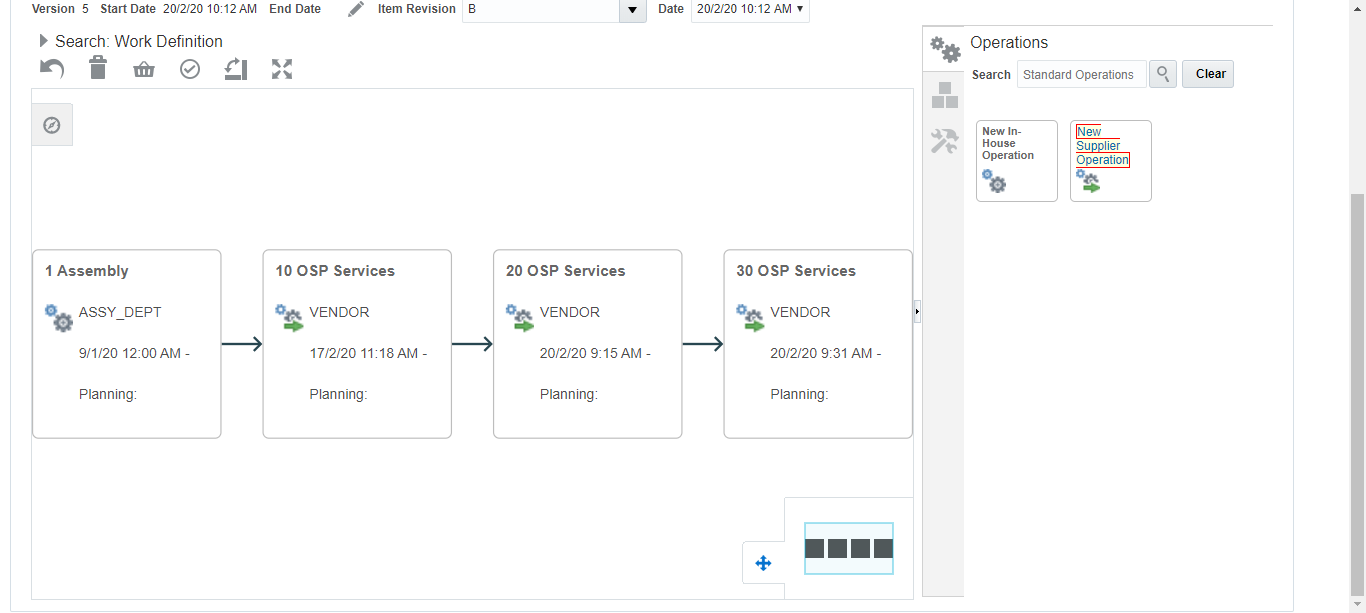 Version 5 Start Date 20/2/20 10:12 AM End Date Item Revision B Date 20/2/20 10:12 AM
Search: Work Definition
Operations
Search Standard Operations Clear
New In-
House
Operation
New
Supplier
Operation
1 Assembly
ASSY_DEPT
9/1/20 12:00 AM -
Planning:
10 OSP Services
VENDOR
17/2/20 11:18 AM -
Planning:
20 OSP Services
VENDOR
20/2/20 9:15 AM -
Planning:
30 OSP Services
VENDOR
20/2/20 9:31 AM -
Planning: